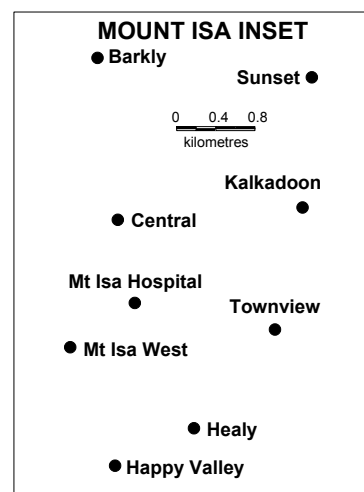 MOUNT ISA INSET
Barkly
Sunset
0 0.4 0.8
kilometres
Kalkadoon
Central
Mt Isa Hospital
Townview
Mt Isa West
Healy
Happy Valley